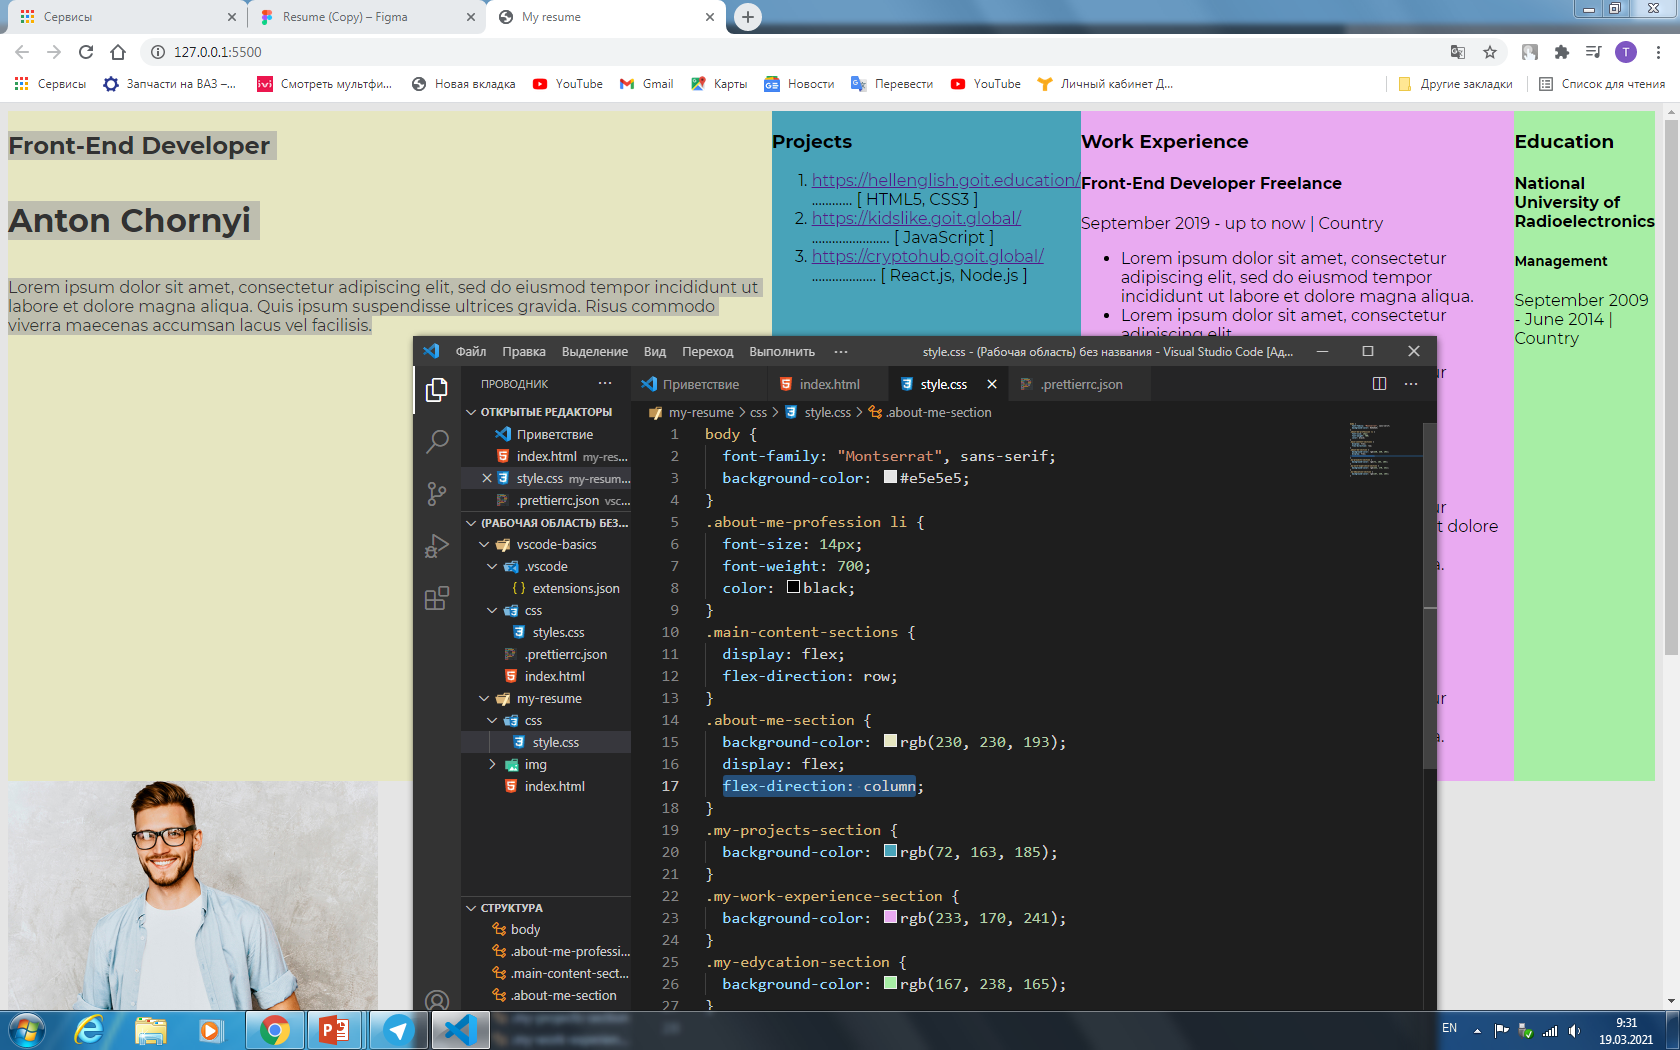 Сервисы
Resume (Copy) – Figma
My resume
127.0.0.1:5500
T
Сервисы
Запчасти на ВАЗ –...
ivi
Смотреть мультфи...
Новая вкладка
YouTube
Gmail
Карты
Новости
Перевести
YouTube
Личный кабинет Д...
Другие закладки
Список для чтения
Front-End Developer
Anton Chornyi
Lorem ipsum dolor sit amet, consectetur adipiscing elit, sed do eiusmod tempor incididunt ut
labore et dolore magna aliqua. Quis ipsum suspendisse ultrices gravida. Risus commodo
viverra maecenas accumsan lacus vel facilisis.
Projects
1. https://hellenglish.goit.education/
............ [ HTML5, CSS3 ]
2. https://kidslike.goit.global/
....................... [ JavaScript ]
3. https://cryptohub.goit.global/
................... [ React.js, Node.js ]
Work Experience
Front-End Developer Freelance
September 2019 - up to now | Country
Lorem ipsum dolor sit amet, consectetur
adipiscing elit, sed do eiusmod tempor
incididunt ut labore et dolore magna aliqua.
Lorem ipsum dolor sit amet, consectetur
adipiscing elit
Education
National
University of
Radioelectronics
Management
September 2009
- June 2014 |
Country
t dolore
Файл
Правка
Выделение
Вид
Переход
Выполнить
...
style.css - (Рабочая область) без названия - Visual Studio Code [Ад...
ПРОВОДНИК
...
Приветствие
index.html
style.css
.prettierrc.json
...
ОТКРЫТЫЕ РЕДАКТОРЫ
Приветствие
index.html my-res...
style.css my-resum...
.prettierrc.json vsc...
(РАБОЧАЯ ОБЛАСТЬ) БЕЗ...
vscode-basics
.vscode
{ } extensions.json
css
styles.css
.prettierrc.json
index.html
my-resume
css
style.css
img
index.html
СТРУКТУРА
body
.about-me-professi...
.main-content-sect...
.about-me-section
my-resume > css > style.css > .about-me-section
1 body {
2 font-family: "Montserrat", sans-serif;
3 background-color: #e5e5e5;
4 }
5 .about-me-profession li {
6 font-size: 14px;
7 font-weight: 700;
8 color: black;
9 }
10 .main-content-sections {
11 display: flex;
12 flex-direction: row;
13 }
14 .about-me-section {
15 background-color: rgb(230, 230, 193);
16 display: flex;
17 flex-direction: column;
18 }
19 .my-projects-section {
20 background-color: rgb(72, 163, 185);
21 }
22 .my-work-experience-section {
23 background-color: rgb(233, 170, 241);
24 }
25 .my-edycation-section {
26 background-color: rgb(167, 238, 165);
27 }
EN
9:31
19.03.2021